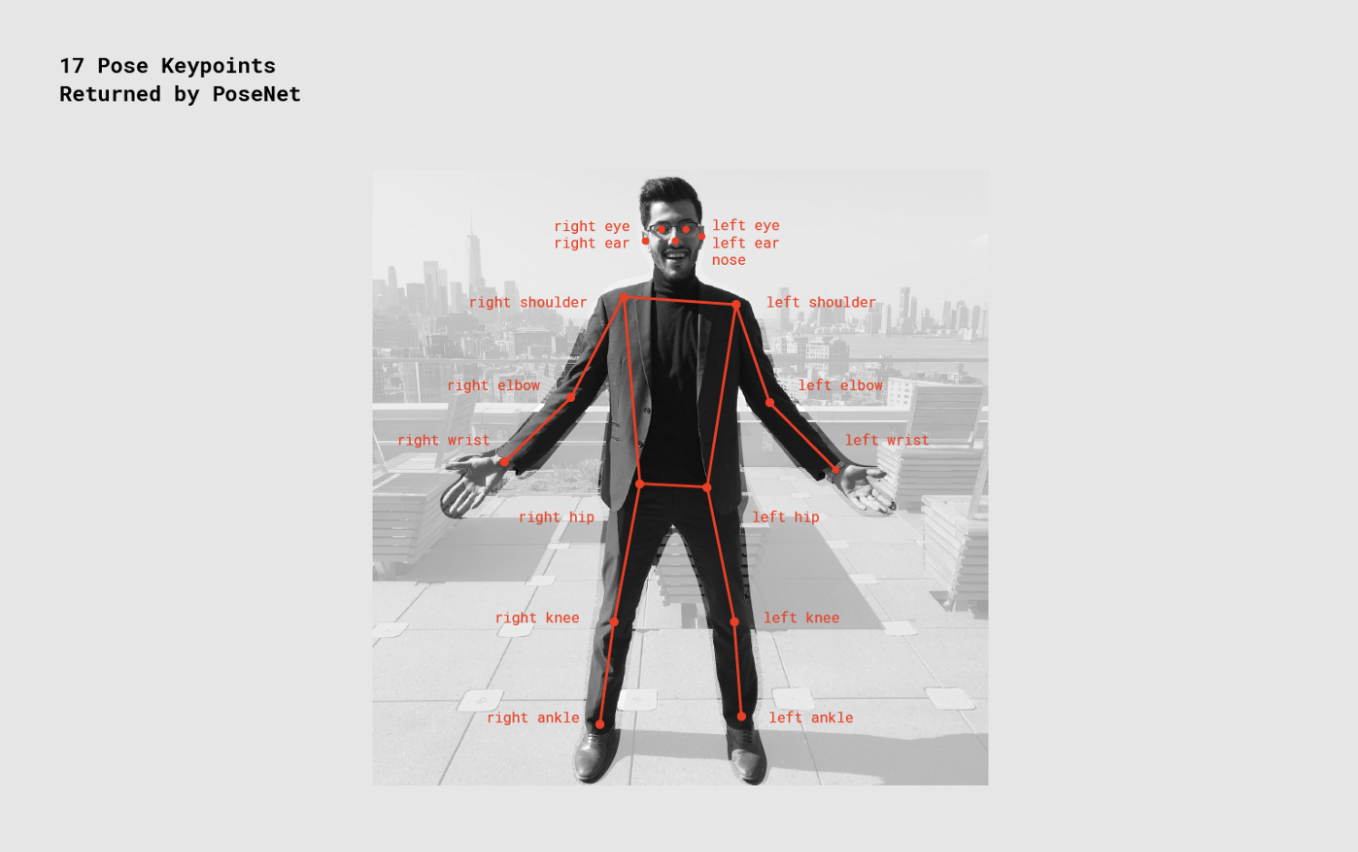 17 Pose Keypoints
Returned by PoseNet
right eye
left eye
right ear
left ear
nose
right shoulder
left shoulder
right elbow
left elbow
right wrist
left wrist
right hip
left hip
right knee
left knee
right ankle
left ankle